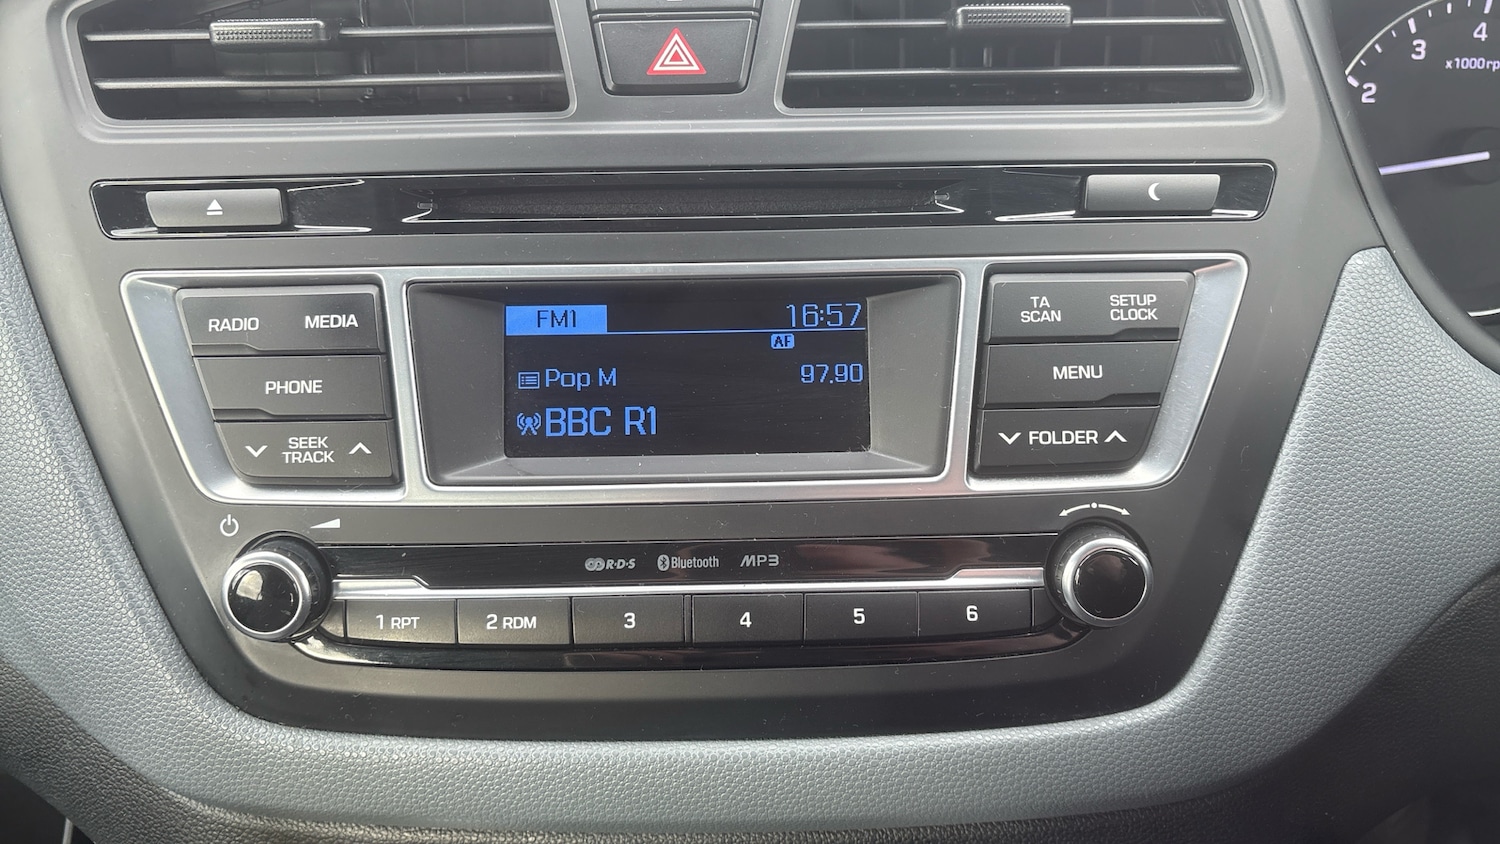 2 3 4
x1000rp
RADIO MEDIA
PHONE
SEEK
TRACK
FM1 16:57
AF
Pop M 97.90
BBC R1
TA
SCAN
SETUP
CLOCK
MENU
FOLDER
R·D·S Bluetooth MP3
1 RPT 2 RDM 3 4 5 6